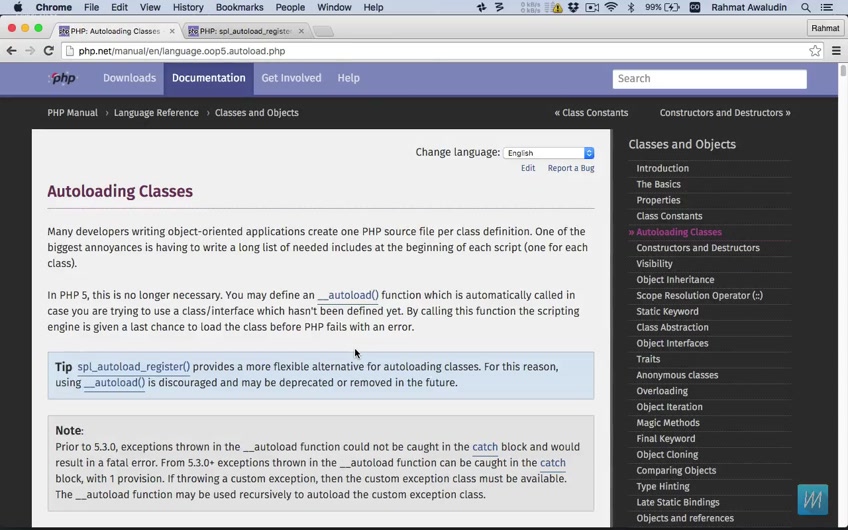 Chrome File Edit View History Bookmarks People Window Help 99% Rahmat Awaludin
PHP: Autoloading Classes PHP: spl_autoload_register Rahmat
php.net/manual/en/language.oop5.autoload.php
php Downloads Documentation Get Involved Help Search
PHP Manual › Language Reference › Classes and Objects « Class Constants Constructors and Destructors »
Change language: English
Edit Report a Bug
Autoloading Classes
Many developers writing object-oriented applications create one PHP source file per class definition. One of the
biggest annoyances is having to write a long list of needed includes at the beginning of each script (one for each
class).
In PHP 5, this is no longer necessary. You may define an __autoload() function which is automatically called in
case you are trying to use a class/interface which hasn't been defined yet. By calling this function the scripting
engine is given a last chance to load the class before PHP fails with an error.
Tip spl_autoload_register() provides a more flexible alternative for autoloading classes. For this reason,
using __autoload() is discouraged and may be deprecated or removed in the future.
Note:
Prior to 5.3.0, exceptions thrown in the __autoload function could not be caught in the catch block and would
result in a fatal error. From 5.3.0+ exceptions thrown in the __autoload function can be caught in the catch
block, with 1 provision. If throwing a custom exception, then the custom exception class must be available.
The __autoload function may be used recursively to autoload the custom exception class.
Classes and Objects
Introduction
The Basics
Properties
Class Constants
» Autoloading Classes
Constructors and Destructors
Visibility
Object Inheritance
Scope Resolution Operator (::)
Static Keyword
Class Abstraction
Object Interfaces
Traits
Anonymous classes
Overloading
Object Iteration
Magic Methods
Final Keyword
Object Cloning
Comparing Objects
Type Hinting
Late Static Bindings
Objects and references